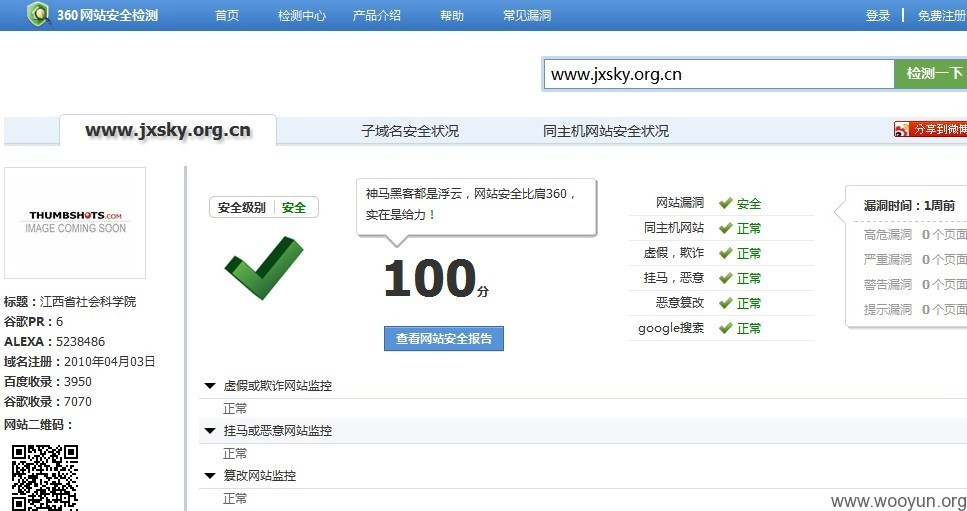 360网站安全检测 首页 检测中心 产品介绍 帮助 常见漏洞 登录 免费注册
www.jxsky.org.cn 检测一下
www.jxsky.org.cn 子域名安全状况 同主机网站安全状况 分享到微博
THUMBSHOTS.COM
IMAGE COMING SOON
标题：江西省社会科学院
谷歌PR：6
ALEXA：5238486
域名注册：2010年04月03日
百度收录：3950
谷歌收录：7070
网站二维码：
安全级别 安全
神马黑客都是浮云，网站安全比肩360，
实在是给力！
100分
查看网站安全报告
网站漏洞 安全
同主机网站 正常
虚假，欺诈 正常
挂马，恶意 正常
恶意篡改 正常
google搜索 正常
漏洞时间：1周前
高危漏洞 0个页面
严重漏洞 0个页面
警告漏洞 0个页面
提示漏洞 0个页面
虚假或欺诈网站监控
正常
挂马或恶意网站监控
正常
篡改网站监控
正常
www.wooyun.org